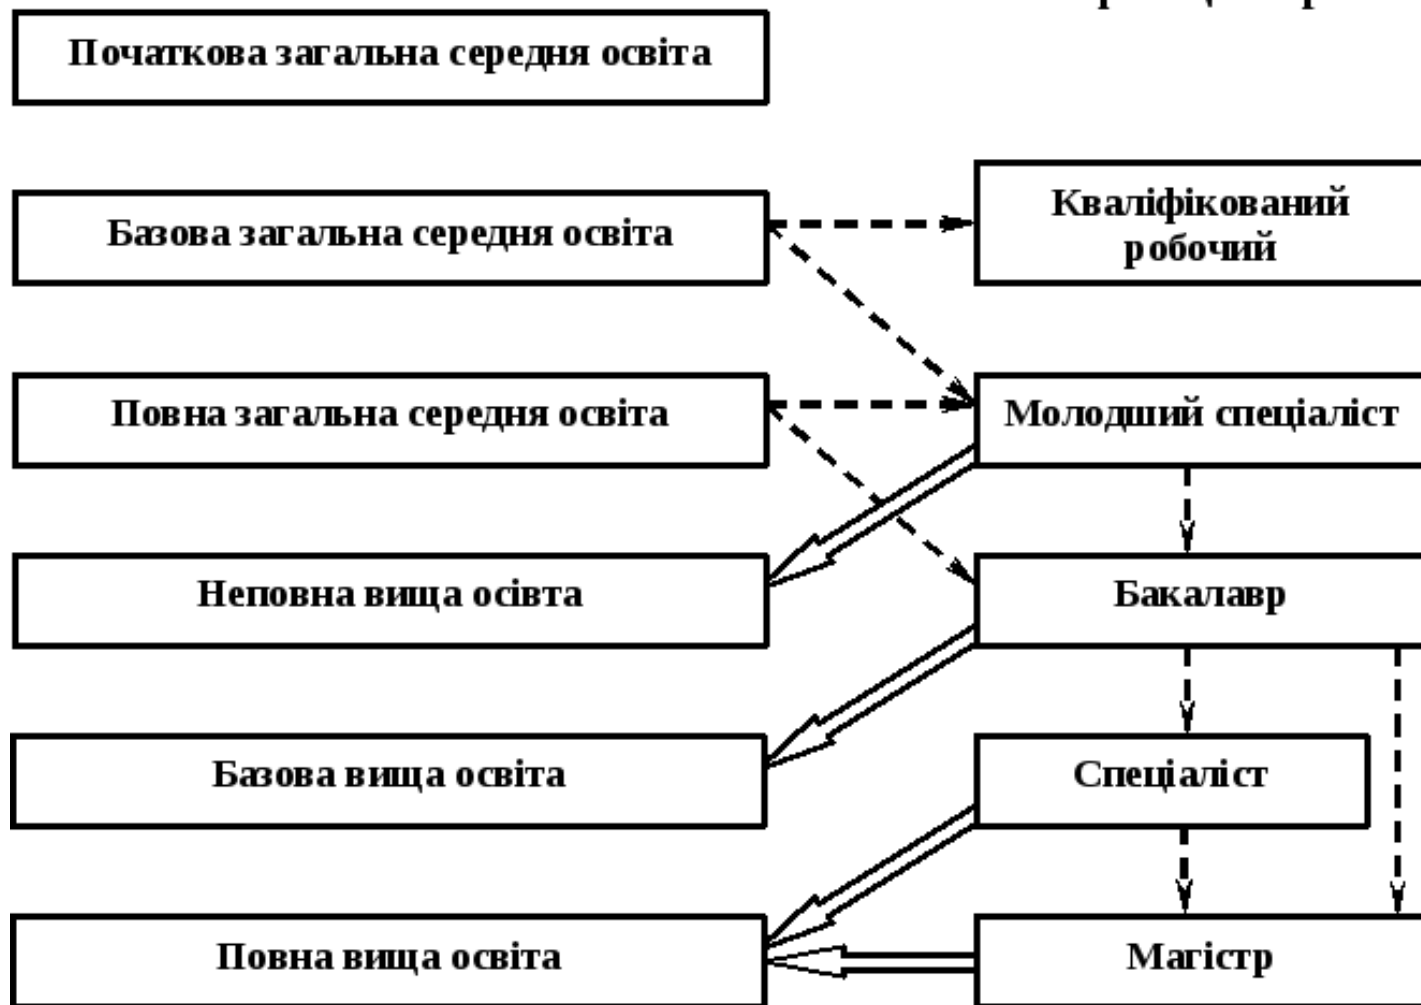 Початкова загальна середня освіта
Базова загальна середня освіта
Кваліфікований
робочий
Повна загальна середня освіта
Молодший спеціаліст
Неповна вища осівта
Бакалавр
Базова вища освіта
Спеціаліст
Повна вища освіта
Магістр